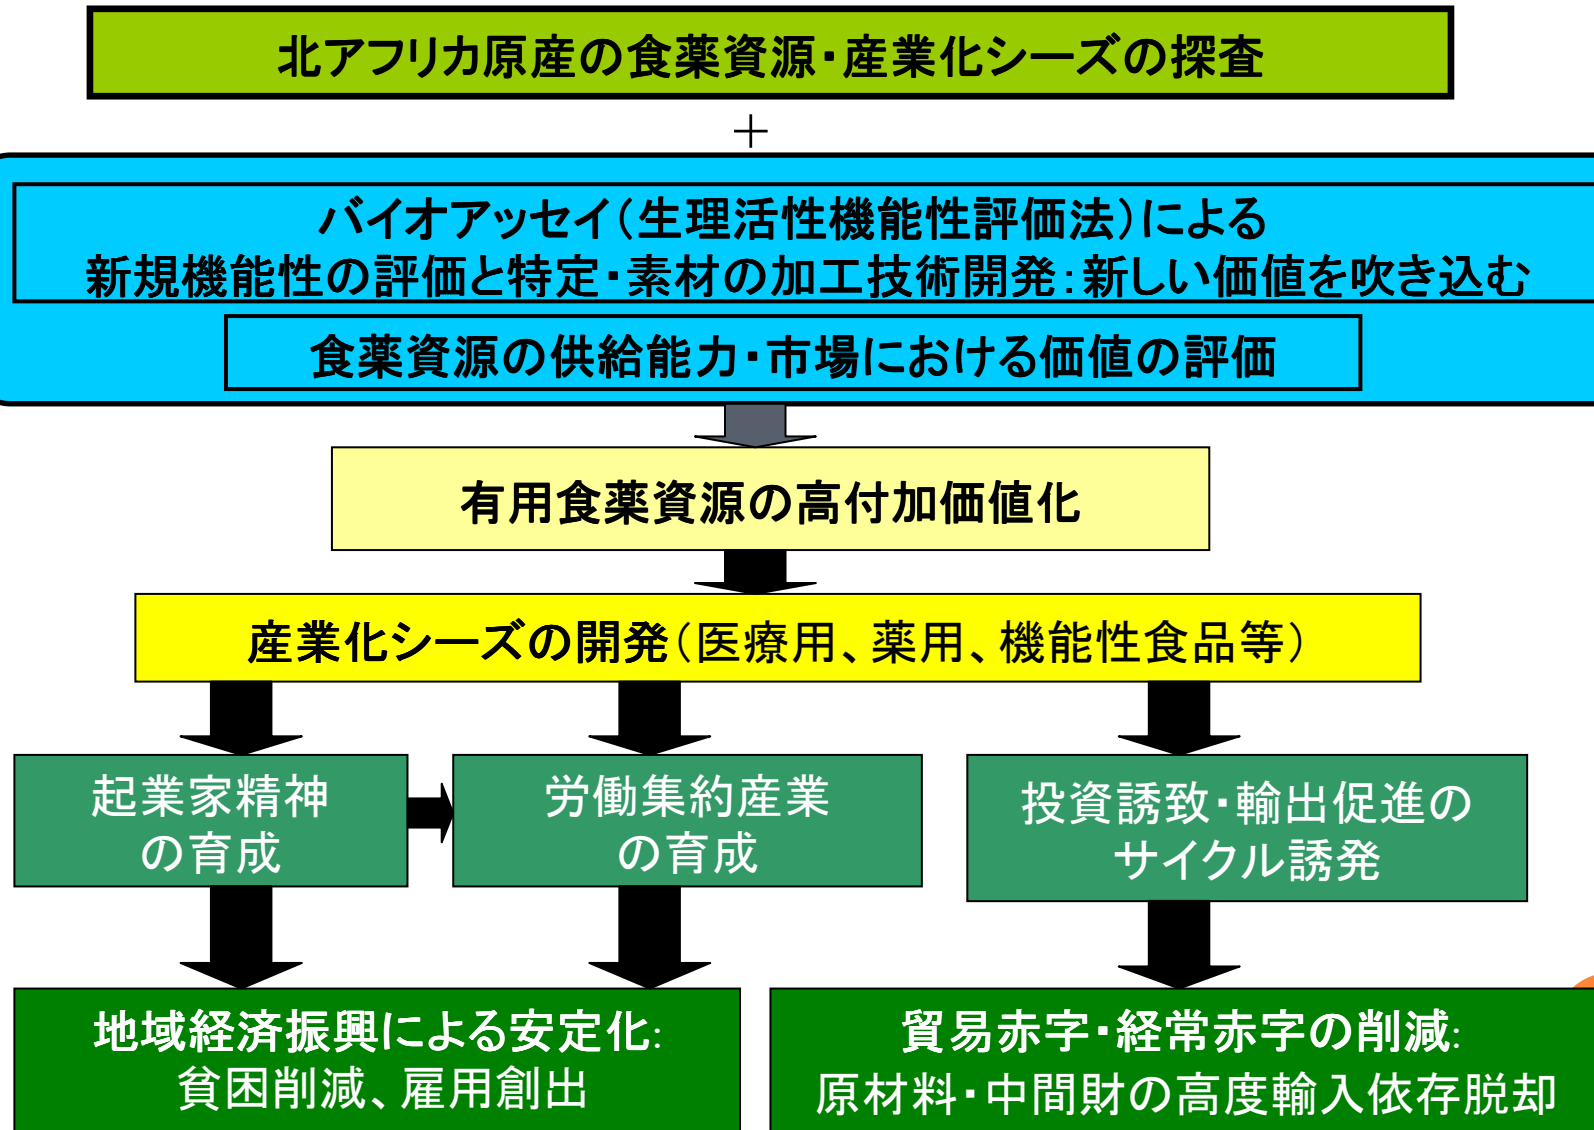 北アフリカ原産の食薬資源・産業化シーズの探査
＋
バイオアッセイ（生理活性機能性評価法）による
新規機能性の評価と特定・素材の加工技術開発：新しい価値を吹き込む
食薬資源の供給能力・市場における価値の評価
有用食薬資源の高付加価値化
産業化シーズの開発（医療用、薬用、機能性食品等）
起業家精神
の育成
労働集約産業
の育成
投資誘致・輸出促進の
サイクル誘発
地域経済振興による安定化：
貧困削減、雇用創出
貿易赤字・経常赤字の削減：
原材料・中間財の高度輸入依存脱却